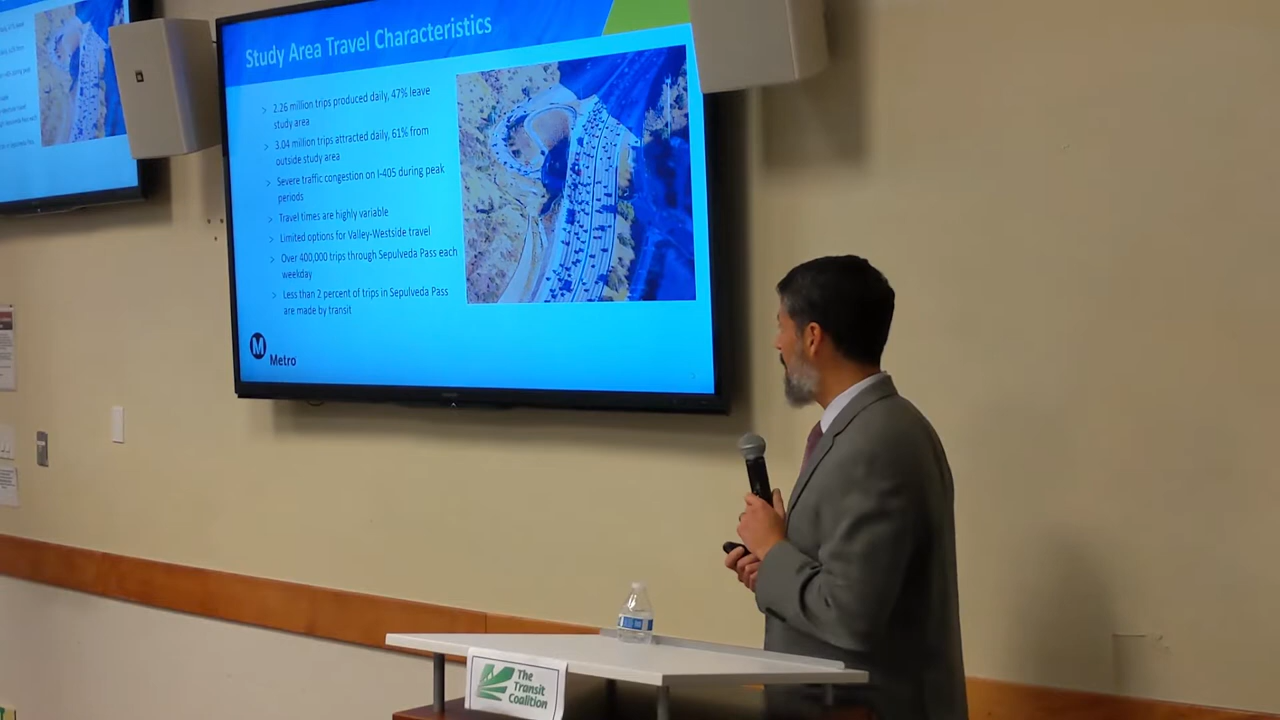 Study Area Travel Characteristics
> 2.26 million trips produced daily, 47% leave
study area
> 3.04 million trips attracted daily, 61% from
outside study area
> Severe traffic congestion on I-405 during peak
periods
> Travel times are highly variable
> Limited options for Valley-Westside travel
> Over 400,000 trips through Sepulveda Pass each
weekday
> Less than 2 percent of trips in Sepulveda Pass
are made by transit
M
Metro
The
Transit
Coalition